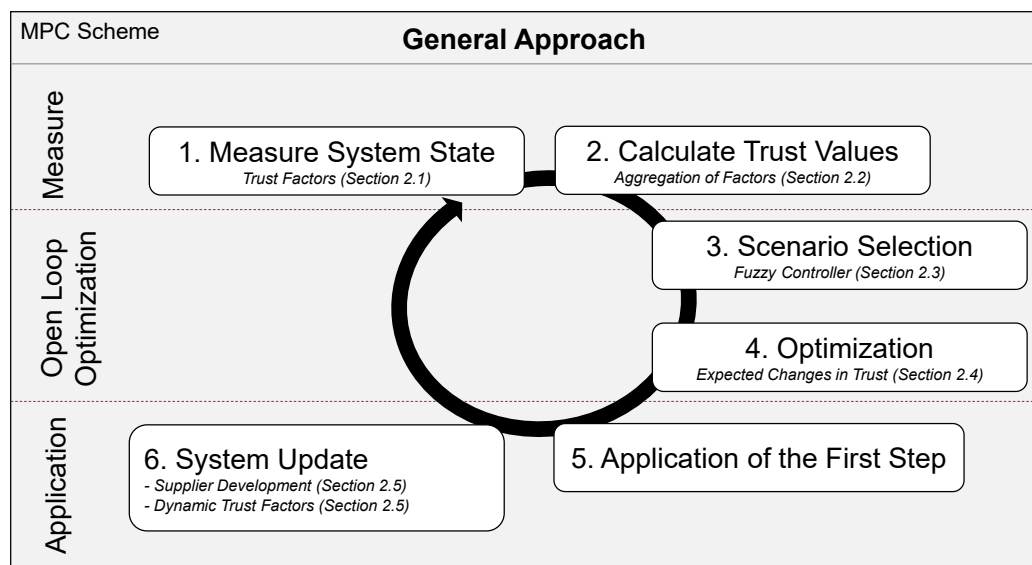 MPC Scheme
General Approach
Measure
1. Measure System State
Trust Factors (Section 2.1)
2. Calculate Trust Values
Aggregation of Factors (Section 2.2)
Open Loop
Optimization
3. Scenario Selection
Fuzzy Controller (Section 2.3)
4. Optimization
Expected Changes in Trust (Section 2.4)
Application
5. Application of the First Step
6. System Update
- Supplier Development (Section 2.5)
- Dynamic Trust Factors (Section 2.5)